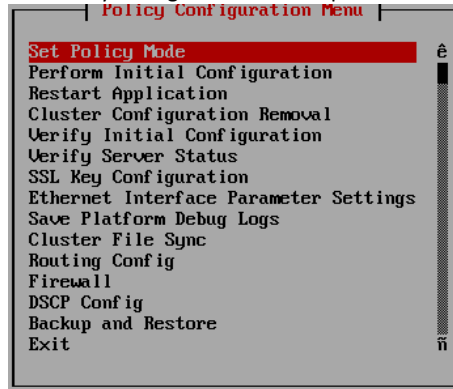 Policy Configuration Menu
Set Policy Mode ê
Perform Initial Configuration
Restart Application
Cluster Configuration Removal
Verify Initial Configuration
Verify Server Status
SSL Key Configuration
Ethernet Interface Parameter Settings
Save Platform Debug Logs
Cluster File Sync
Routing Config
Firewall
DSCP Config
Backup and Restore
Exit ñ